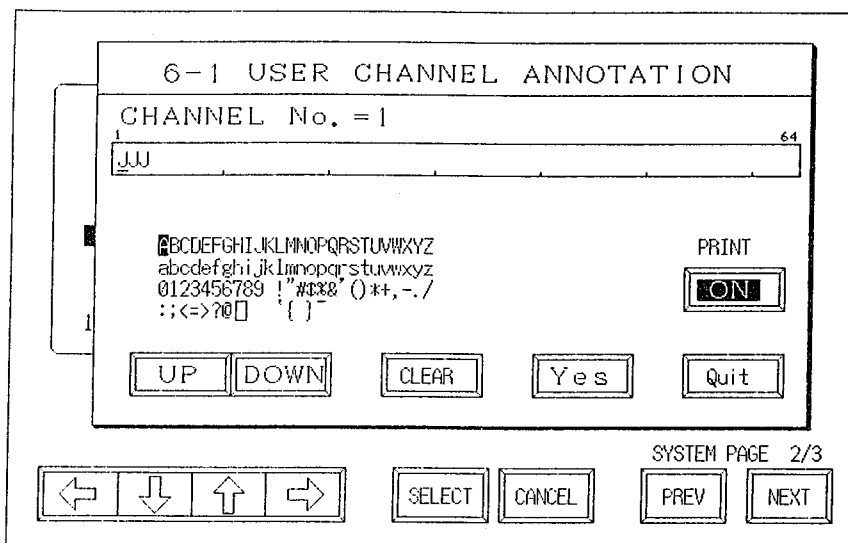 6-1 USER CHANNEL ANNOTATION
CHANNEL No. =1
1 64
JJJ
ABCDEFGHIJKLMNOPQRSTUVWXYZ
abcdefghijklmnopqrstuvwxyz
0123456789 !"#$%&'()*+,-./
:;<=>?@[] '{ }¯
PRINT
ON
1
UP DOWN CLEAR Yes Quit
SYSTEM PAGE 2/3
SELECT CANCEL PREV NEXT